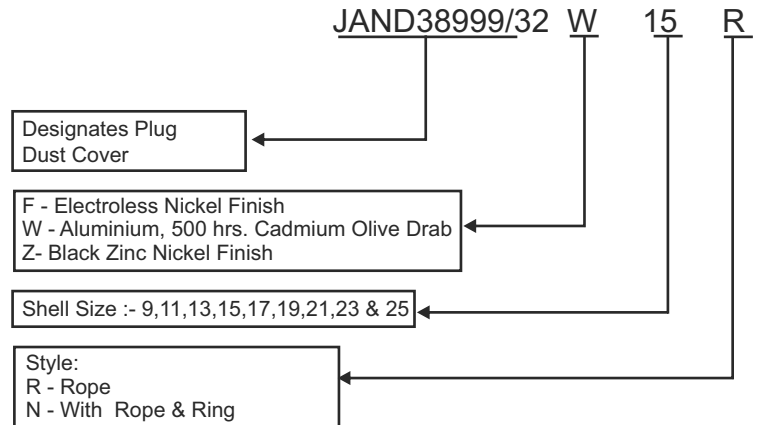 JAND38999/32 W 15 R
Designates Plug
Dust Cover
F - Electroless Nickel Finish
W - Aluminium, 500 hrs. Cadmium Olive Drab
Z- Black Zinc Nickel Finish
Shell Size :- 9,11,13,15,17,19,21,23 & 25
Style:
R - Rope
N - With Rope & Ring